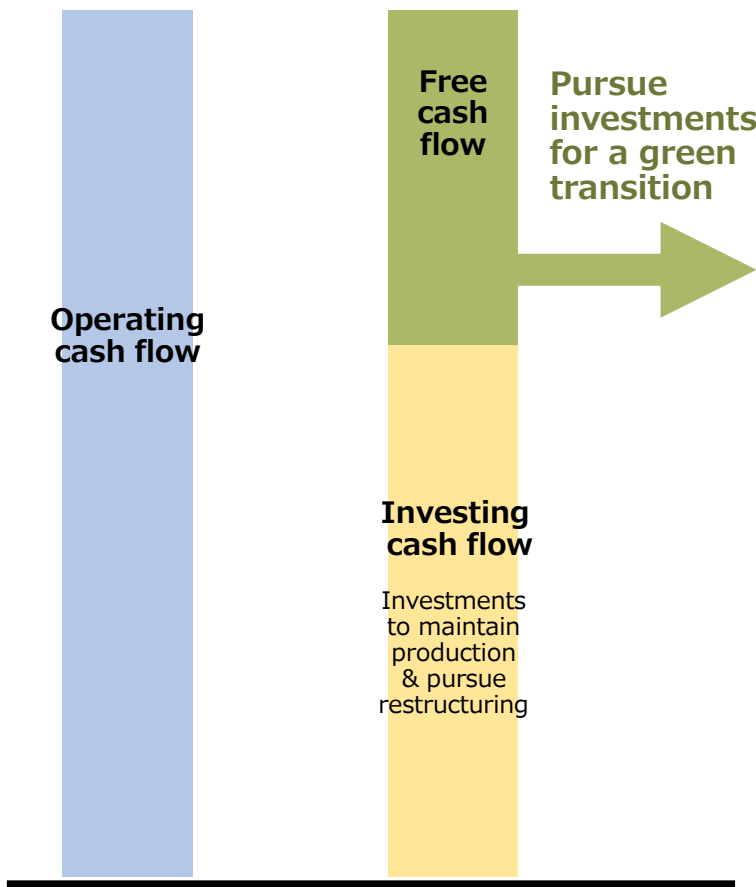 Operating
cash flow
Free
cash
flow
Pursue
investments
for a green
transition
Investing
cash flow
Investments
to maintain
production
& pursue
restructuring